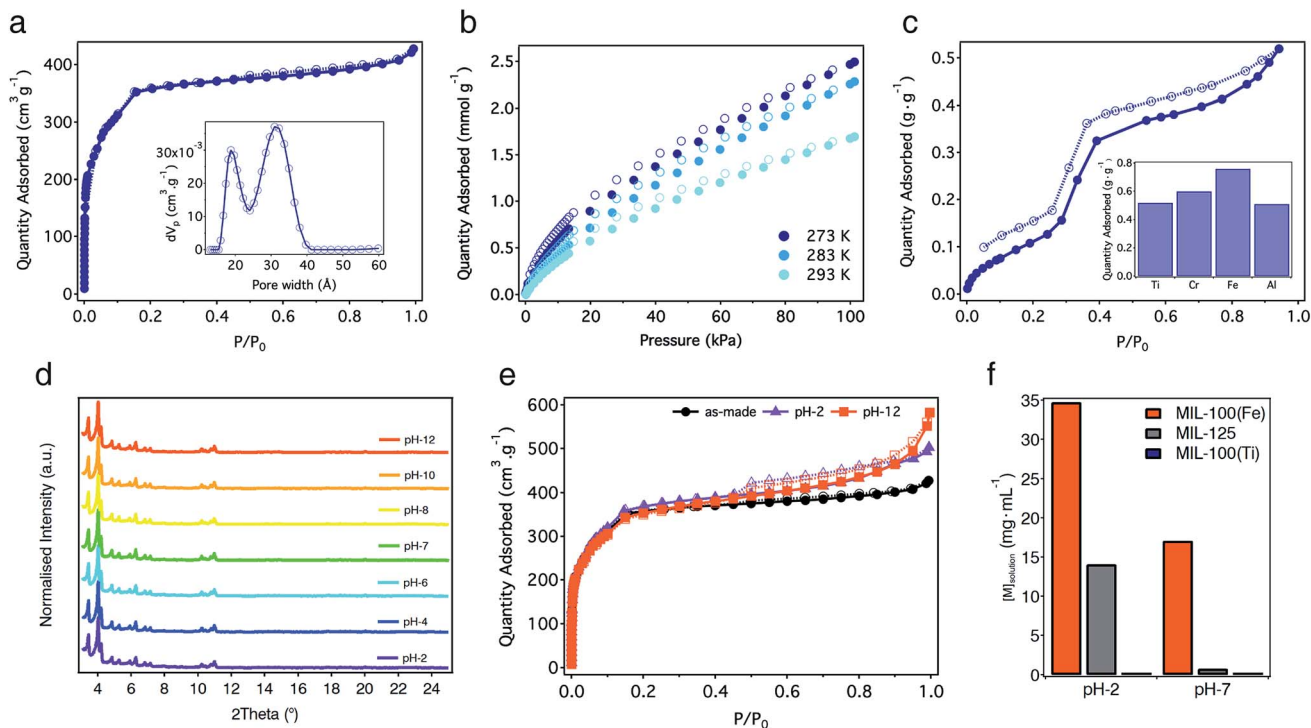 a
Quantity Adsorbed (cm³ g⁻¹)
400
300
200
100
0
0.0 0.2 0.4 0.6 0.8 1.0
P/P₀
dVₚ (cm³.g⁻¹)
30x10⁻³
20
10
0
20 30 40 50 60
Pore width (Å)
b
Quantity Adsorbed (mmol g⁻¹)
2.5
2.0
1.5
1.0
0.5
0.0
0 20 40 60 80 100
Pressure (kPa)
273 K
283 K
293 K
c
Quantity Adsorbed (g·g⁻¹)
0.5
0.4
0.3
0.2
0.1
0.0
0.0 0.2 0.4 0.6 0.8 1.0
P/P₀
Quantity Adsorbed (g·g⁻¹)
0.8
0.6
0.4
0.2
0.0
Ti Cr Fe Al
d
Normalised Intensity (a.u.)
pH-12
pH-10
pH-8
pH-7
pH-6
pH-4
pH-2
4 6 8 10 12 14 16 18 20 22 24
2Theta (°)
e
Quantity Adsorbed (cm³.g⁻¹)
600
500
400
300
200
100
0
as-made pH-2 pH-12
0.0 0.2 0.4 0.6 0.8 1.0
P/P₀
f
[M]solution (mg·mL⁻¹)
35
30
25
20
15
10
5
0
MIL-100(Fe)
MIL-125
MIL-100(Ti)
pH-2 pH-7